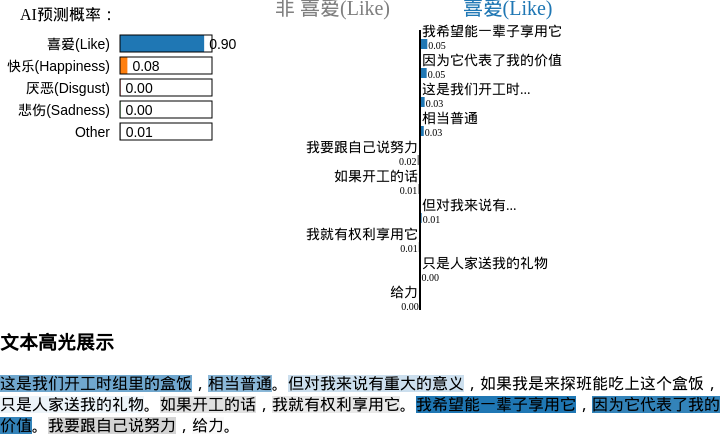 AI预测概率：
喜爱(Like) 0.90
快乐(Happiness) 0.08
厌恶(Disgust) 0.00
悲伤(Sadness) 0.00
Other 0.01
非 喜爱(Like) 喜爱(Like)
我希望能一辈子享用它
0.05
因为它代表了我的价值
0.05
这是我们开工时...
0.03
相当普通
0.03
我要跟自己说努力
0.02
如果开工的话
0.01
但对我来说有...
0.01
我就有权利享用它
0.01
只是人家送我的礼物
0.00
给力
0.00
文本高光展示
这是我们开工时组里的盒饭，相当普通。但对我来说有重大的意义，如果我是来探班能吃上这个盒饭，
只是人家送我的礼物。如果开工的话，我就有权利享用它。我希望能一辈子享用它，因为它代表了我的
价值。我要跟自己说努力，给力。